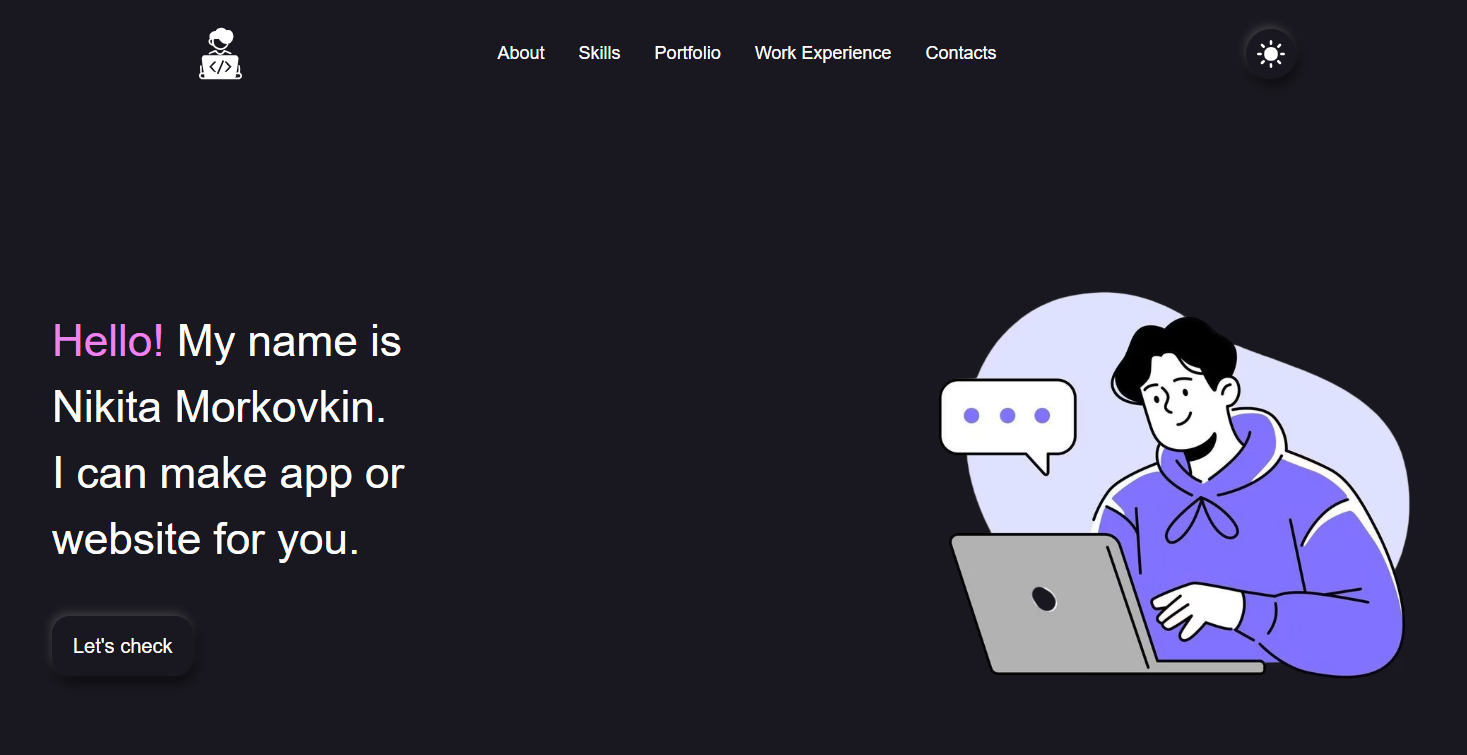 </>
About Skills Portfolio Work Experience Contacts
Hello! My name is
Nikita Morkovkin.
I can make app or
website for you.
Let's check